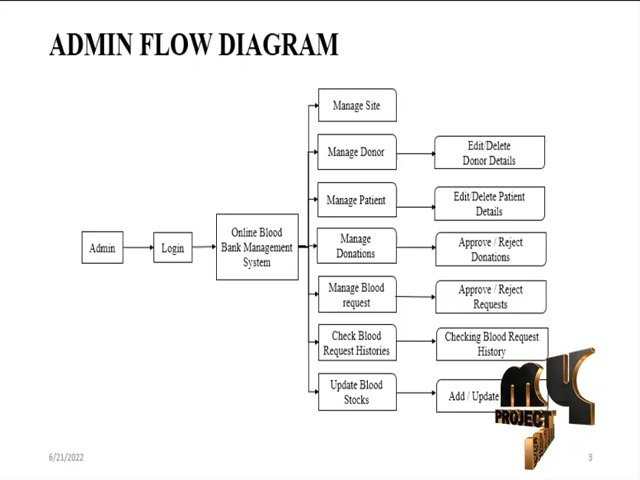 ADMIN FLOW DIAGRAM
Manage Site
Manage Donor
Edit/Delete
Donor Details
Manage Patient
Edit/Delete Patient
Details
Admin
Login
Online Blood
Bank Management
System
Manage
Donations
Approve / Reject
Donations
Manage Blood
request
Approve / Reject
Requests
Check Blood
Request Histories
Checking Blood Request
History
Update Blood
Stocks
Add / Update
MY
PROJECT
6/21/2022
3